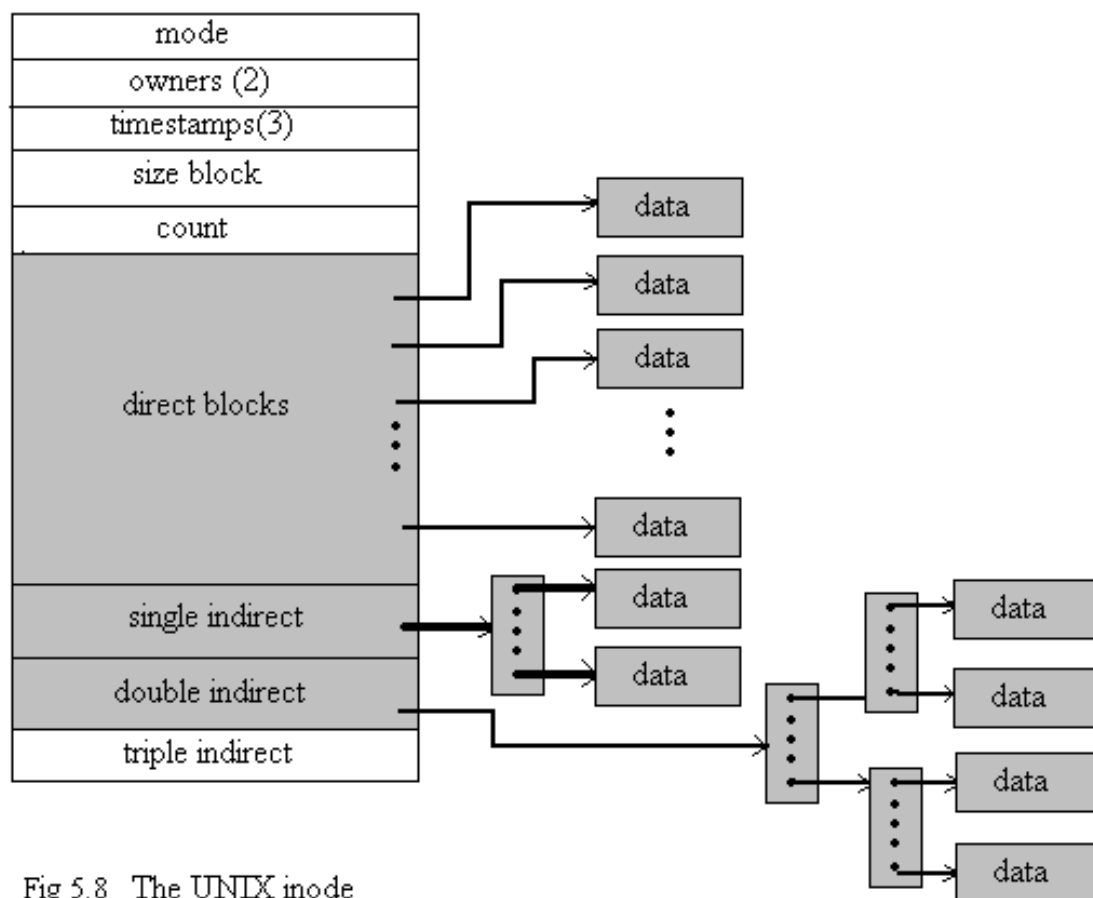 mode
owners (2)
timestamps(3)
size block
count
direct blocks
single indirect
double indirect
triple indirect
data
data
data
data
data
data
data
data
data
data
Fig 5.8 The UNIX inode